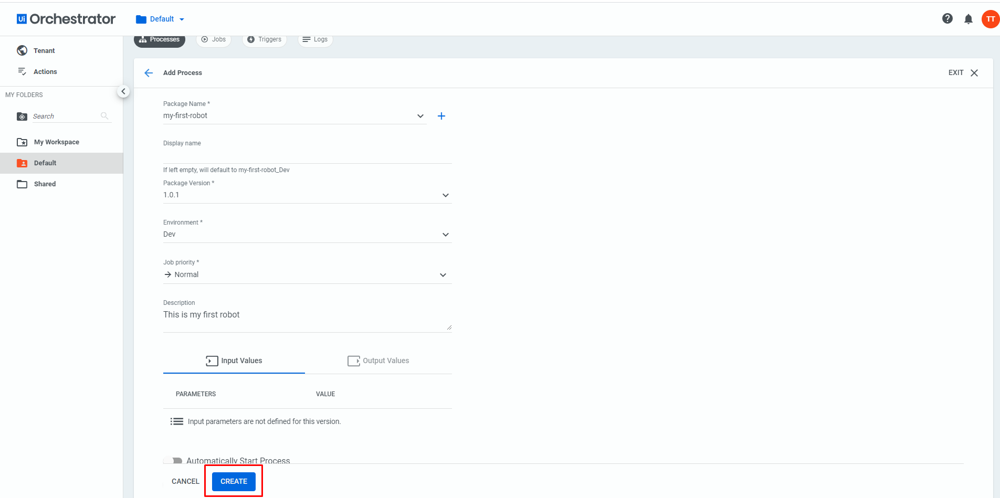 Ui Orchestrator
Default
TT
Tenant
Actions
MY FOLDERS
Search
My Workspace
Default
Shared
Processes
Jobs
Triggers
Logs
Add Process
EXIT
Package Name *
my-first-robot
Display name
If left empty, will default to my-first-robot_Dev
Package Version *
1.0.1
Environment *
Dev
Job priority *
Normal
Description
This is my first robot
Input Values
Output Values
PARAMETERS
VALUE
Input parameters are not defined for this version.
Automatically Start Process
CANCEL
CREATE